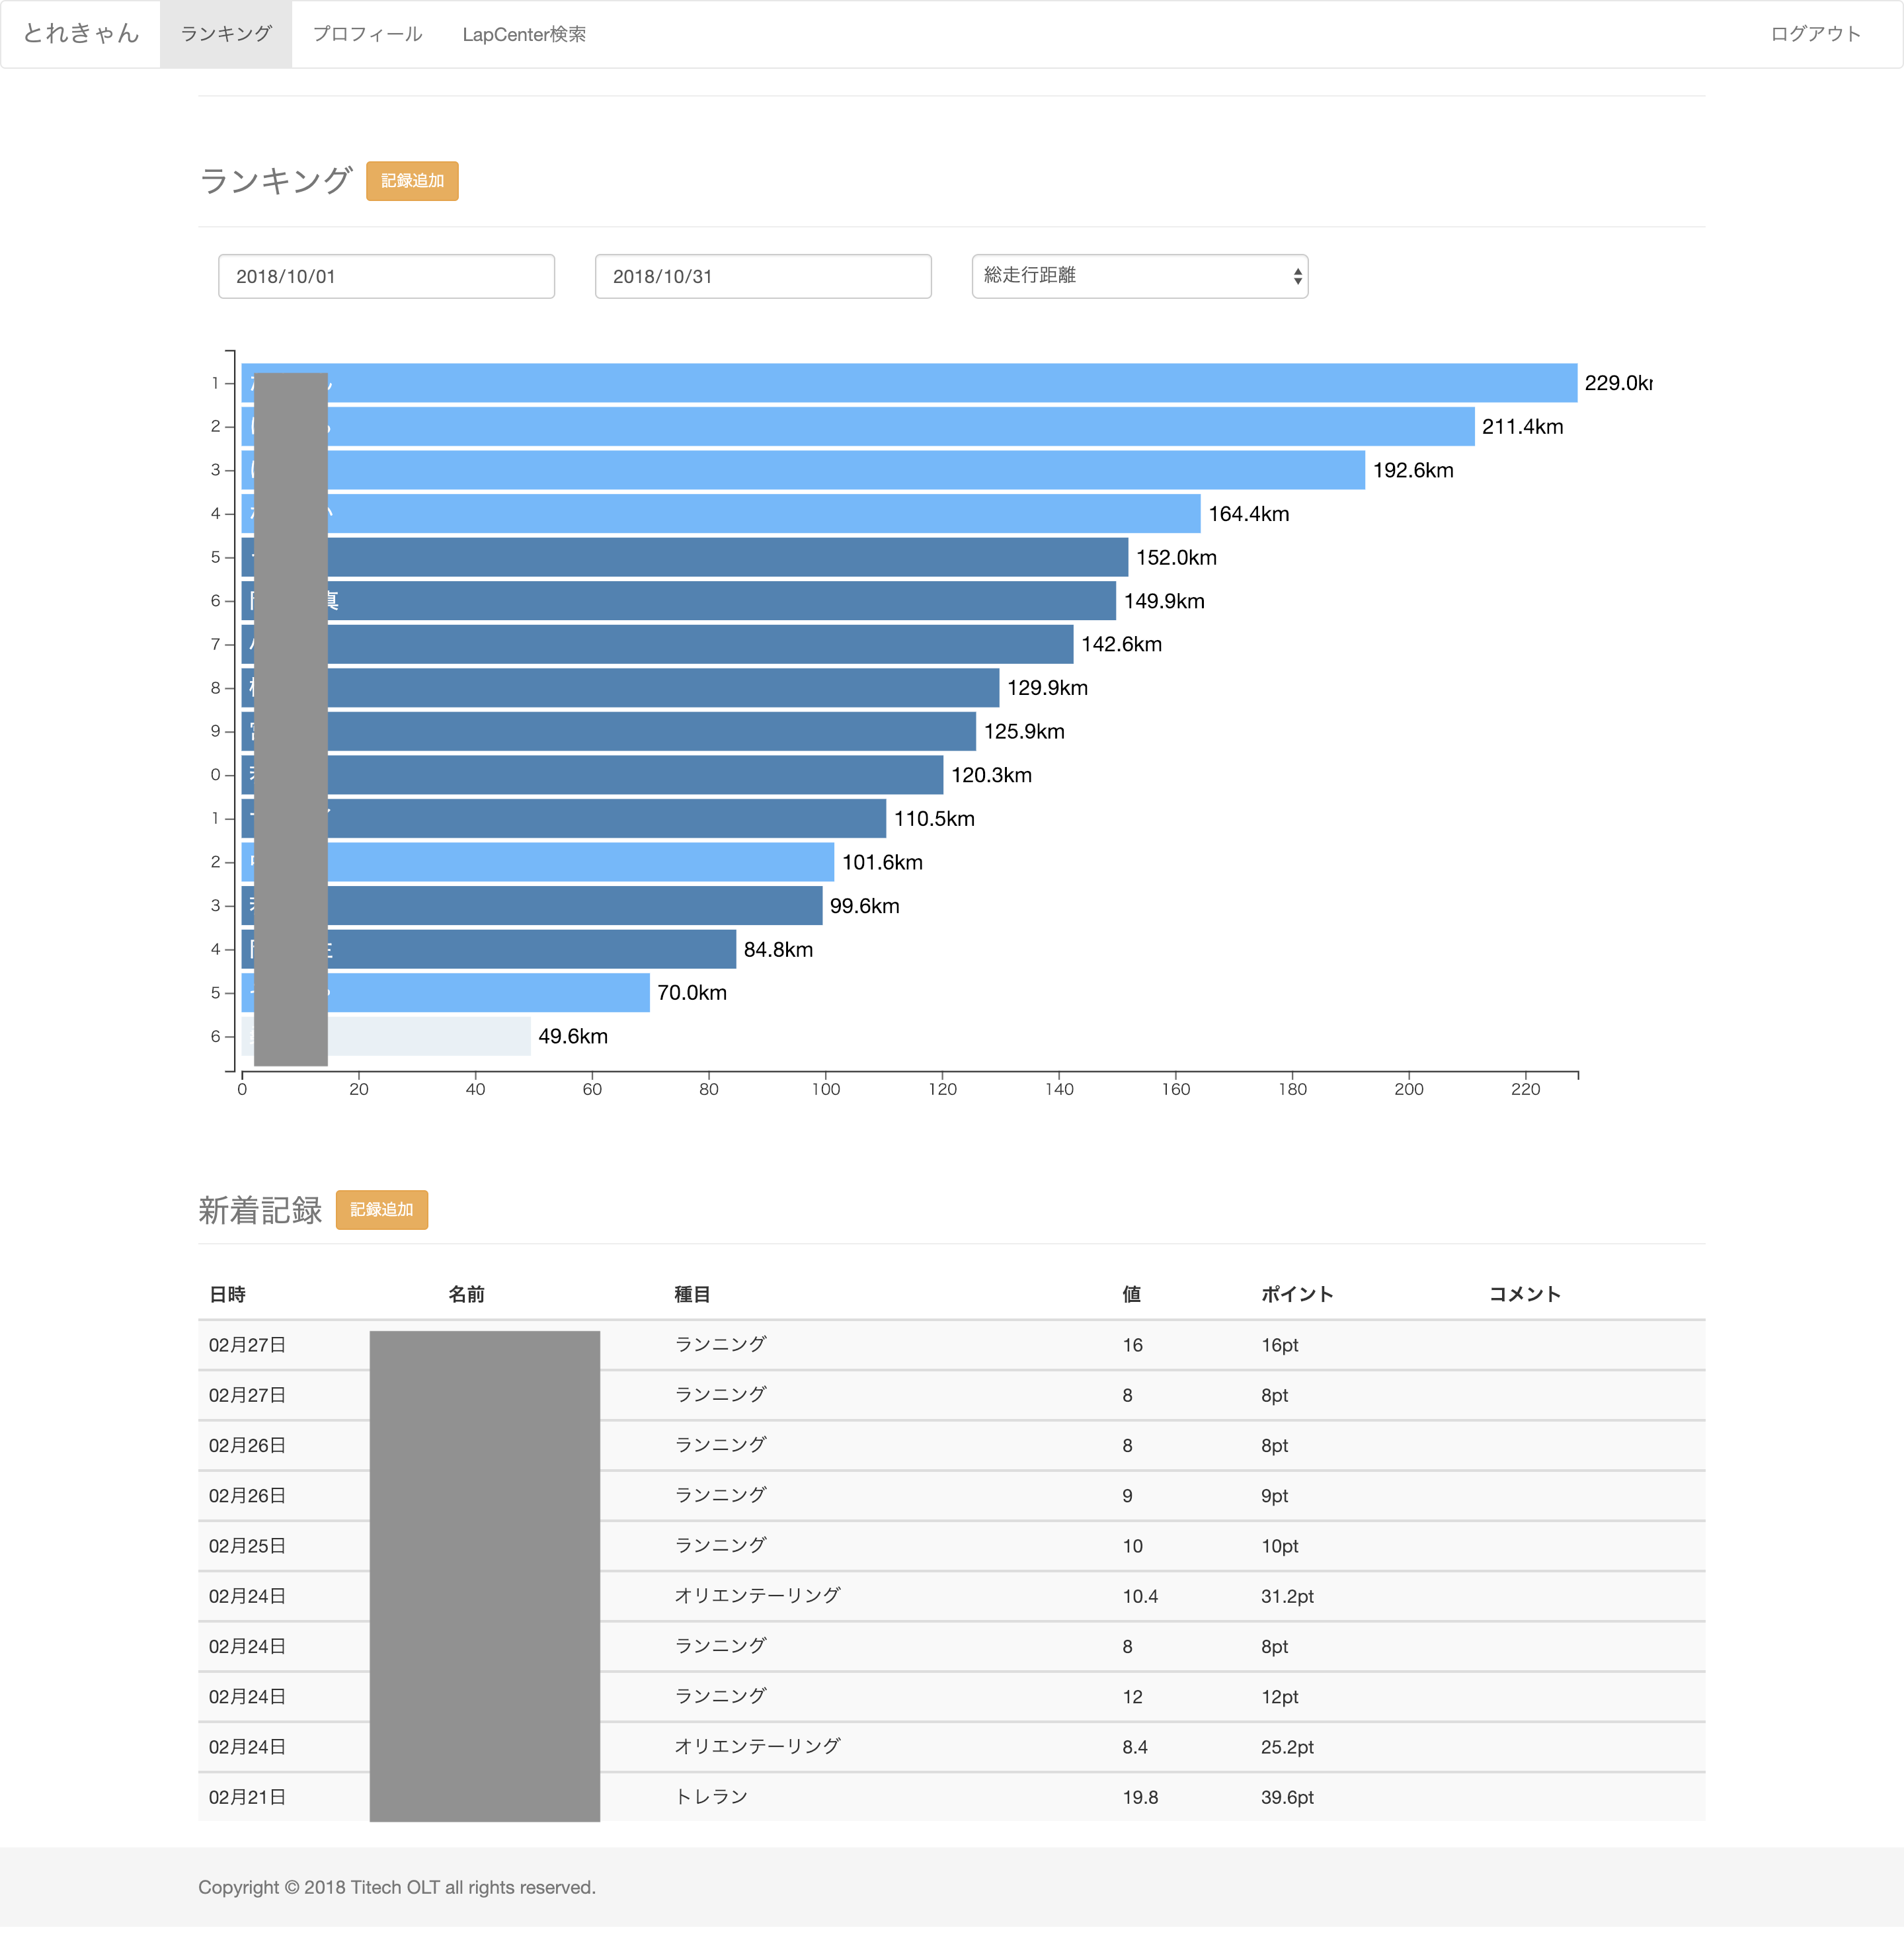 とれきゃん ランキング プロフィール LapCenter検索 ログアウト
ランキング 記録追加
2018/10/01 2018/10/31 総走行距離
1 229.0k
2 211.4km
3 192.6km
4 164.4km
5 152.0km
6 真 149.9km
7 142.6km
8 129.9km
9 125.9km
0 120.3km
1 110.5km
2 101.6km
3 99.6km
4 84.8km
5 70.0km
6 49.6km
0 20 40 60 80 100 120 140 160 180 200 220
新着記録 記録追加
日時 名前 種目 値 ポイント コメント
02月27日 ランニング 16 16pt
02月27日 ランニング 8 8pt
02月26日 ランニング 8 8pt
02月26日 ランニング 9 9pt
02月25日 ランニング 10 10pt
02月24日 オリエンテーリング 10.4 31.2pt
02月24日 ランニング 8 8pt
02月24日 ランニング 12 12pt
02月24日 オリエンテーリング 8.4 25.2pt
02月21日 トレラン 19.8 39.6pt
Copyright © 2018 Titech OLT all rights reserved.